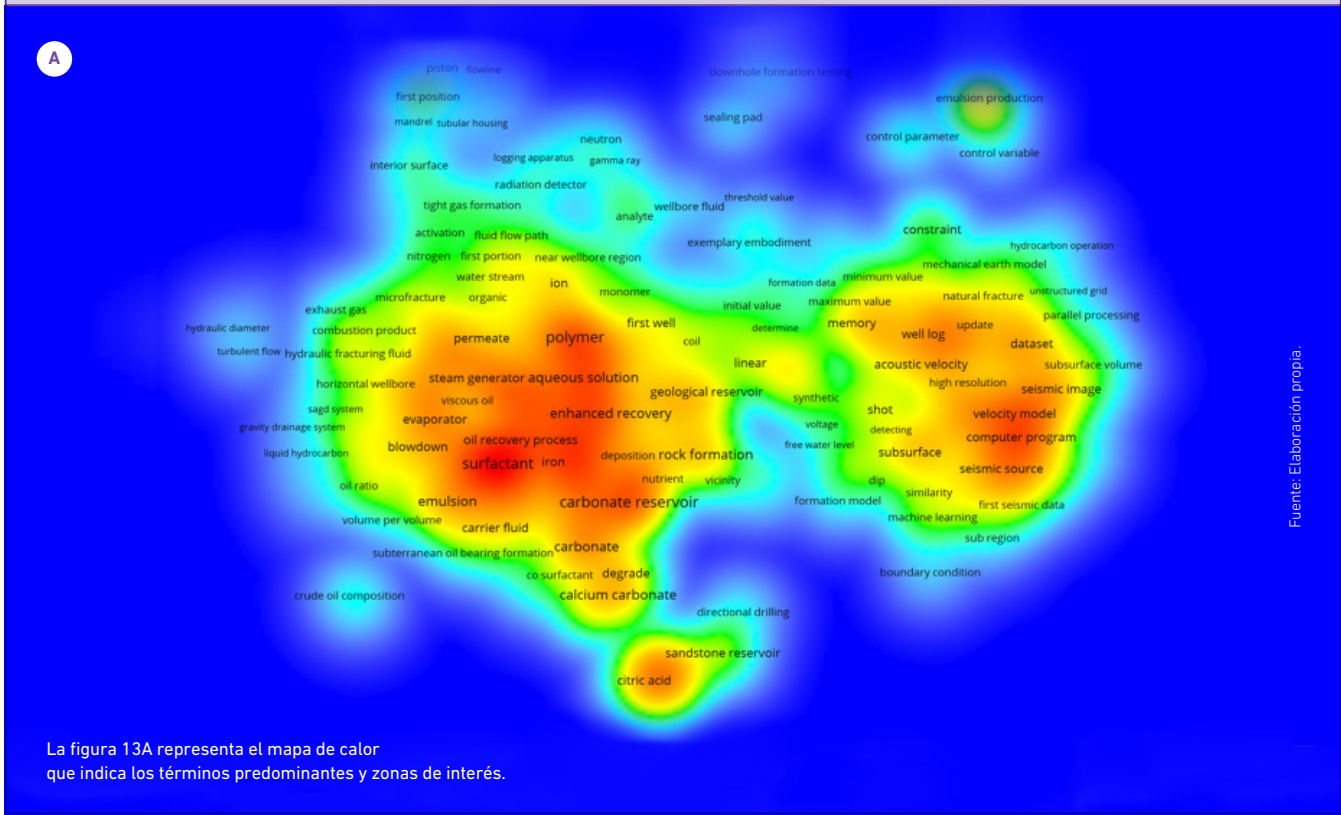 A
piston flowline
downhole formation testing
first position
emulsion production
mandrel tubular housing
sealing pad
control parameter
neutron
control variable
interior surface
logging apparatus
gamma ray
radiation detector
threshold value
tight gas formation
wellbore fluid
analyte
activation fluid flow path
constraint
exemplary embodiment
hydrocarbon operation
nitrogen first portion near wellbore region
mechanical earth model
water stream
ion
formation data
minimum value
monomer
unstructured grid
microfracture
organic
natural fracture
maximum value
exhaust gas
initial value
parallel processing
hydraulic diameter
combustion product
first well
determine
memory
update
well log
permeate
polymer
coil
dataset
turbulent flow
hydraulic fracturing fluid
linear
acoustic velocity
subsurface volume
horizontal wellbore
steam generator
aqueous solution
high resolution
seismic image
geological reservoir
synthetic
viscous oil
sagd system
shot
velocity model
evaporator
enhanced recovery
gravity drainage system
voltage
detecting
computer program
blowdown
oil recovery process
free water level
liquid hydrocarbon
subsurface
surfactant
iron
deposition
rock formation
seismic source
oil ratio
nutrient
vicinity
dip
similarity
emulsion
carbonate reservoir
formation model
first seismic data
volume per volume
carrier fluid
machine learning
sub region
subterranean oil bearing formation
carbonate
boundary condition
co surfactant
degrade
crude oil composition
calcium carbonate
directional drilling
sandstone reservoir
citric acid
Fuente: Elaboración propia.
La figura 13A representa el mapa de calor
que indica los términos predominantes y zonas de interés.